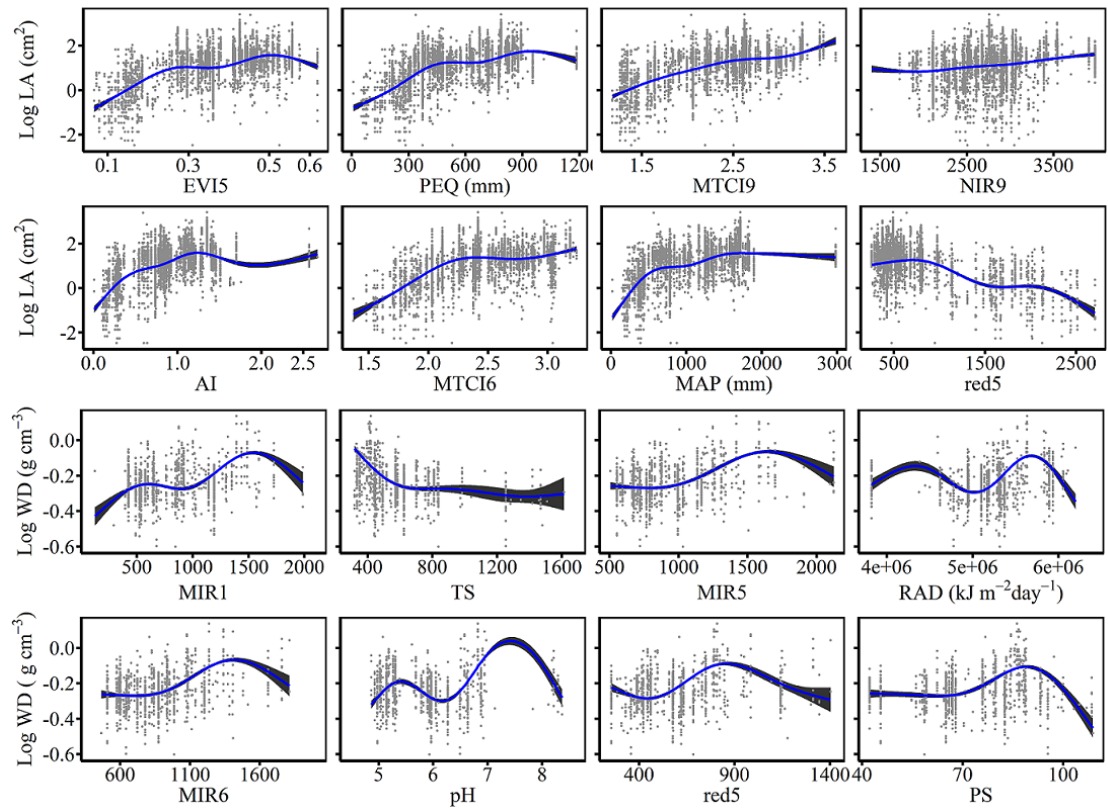 Log LA (cm²)
2
0
-2
0.1 0.3 0.5 0.6
0 300 600 900 1200
1.5 2.5 3.5
1500 2500 3500
EVI5 PEQ (mm) MTCI9 NIR9
Log LA (cm²)
2
0
-2
0.0 0.5 1.0 1.5 2.0 2.5
1.5 2.0 2.5 3.0
0 1000 2000 3000
500 1000 1500 2000 2500
AI MTCI6 MAP (mm) red5
Log WD (g cm⁻³)
0.0
-0.2
-0.4
-0.6
500 1000 1500 2000
400 800 1200 1600
500 1000 1500 2000
4e+06 5e+06 6e+06
MIR1 TS MIR5 RAD (kJ m⁻²day⁻¹)
Log WD ( g cm⁻³)
0.0
-0.2
-0.4
-0.6
600 1100 1600
5 6 7 8
400 900 1400
40 70 100
MIR6 pH red5 PS